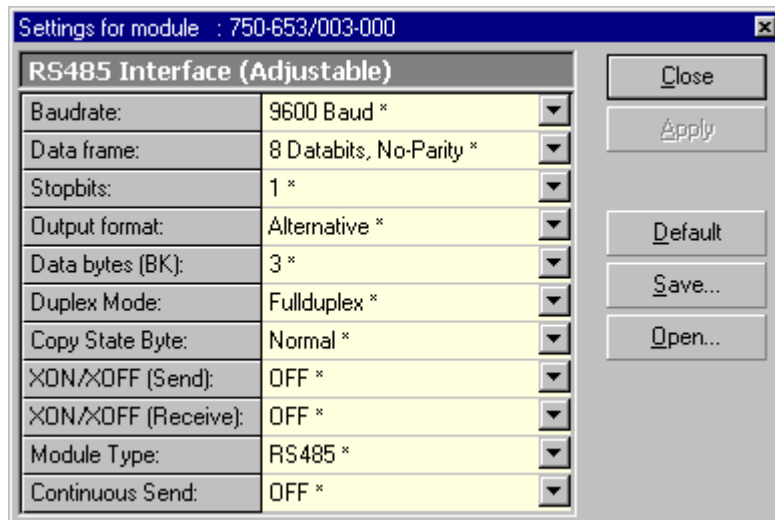 Settings for module : 750-653/003-000
RS485 Interface (Adjustable)
Baudrate: 9600 Baud *
Data frame: 8 Databits, No-Parity *
Stopbits: 1 *
Output format: Alternative *
Data bytes (BK): 3 *
Duplex Mode: Fullduplex *
Copy State Byte: Normal *
XON/XOFF (Send): OFF *
XON/XOFF (Receive): OFF *
Module Type: RS485 *
Continuous Send: OFF *
Close
Apply
Default
Save...
Open...